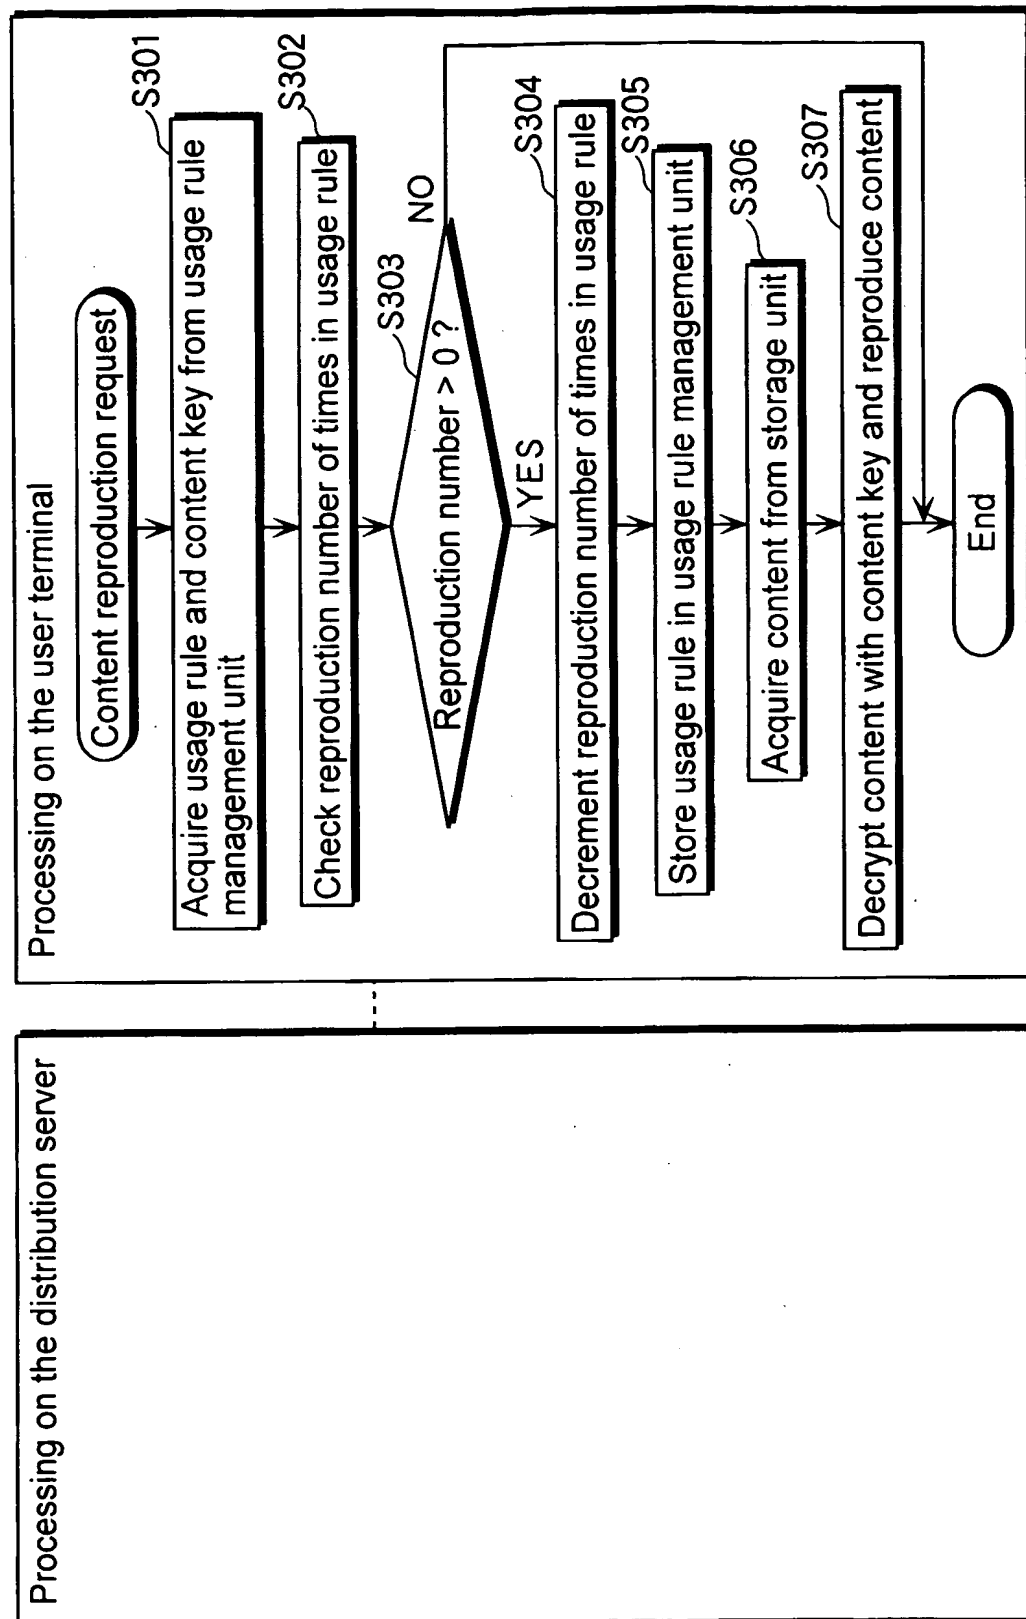 Processing on the distribution server
Processing on the user terminal
Content reproduction request
S301
Acquire usage rule and content key from usage rule
management unit
S302
Check reproduction number of times in usage rule
S303
Reproduction number > 0 ?
NO
YES
S304
Decrement reproduction number of times in usage rule
S305
Store usage rule in usage rule management unit
S306
Acquire content from storage unit
S307
Decrypt content with content key and reproduce content
End